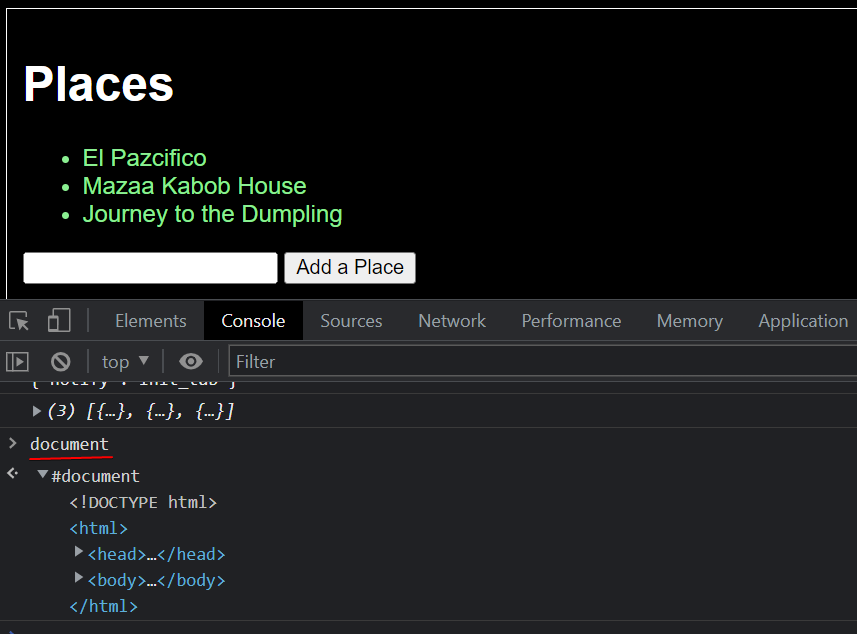 Places
El Pazcifico
Mazaa Kabob House
Journey to the Dumpling
Add a Place
Elements Console Sources Network Performance Memory Application
top Filter
(3) [{…}, {…}, {…}]
document
#document
<!DOCTYPE html>
<html>
<head>…</head>
<body>…</body>
</html>